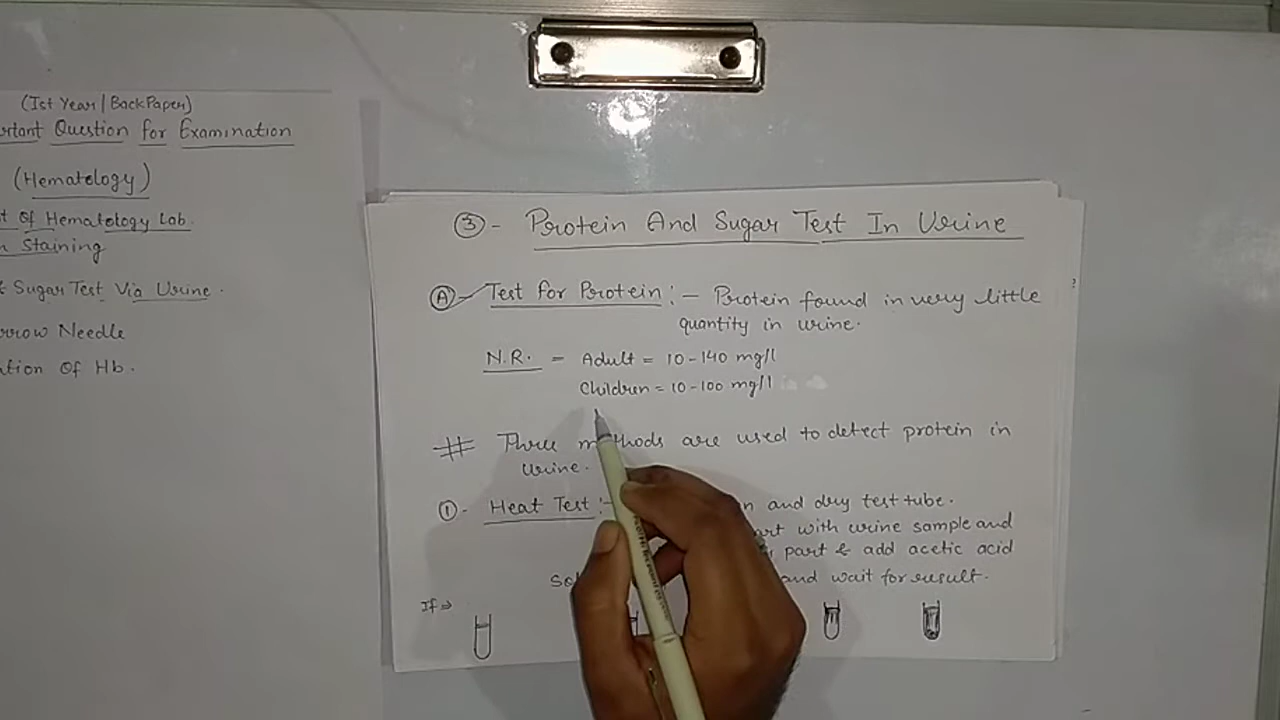 (Ist Year | Back Paper)
rtant Question for Examination
(Hematology)
t Of Hematology Lab.
n Staining
& Sugar Test Via Urine.
rrow Needle
ation Of Hb.
③- Protein And Sugar Test In Urine
Ⓐ- Test for Protein :- Protein found in very little
quantity in urine.
N.R. = Adult = 10-140 mg/l
Children = 10-100 mg/l
# Three methods are used to detect protein in
urine.
①- Heat Test :- n and dry test tube.
art with urine sample and
part & add acetic acid
and wait for result.
If ⇒